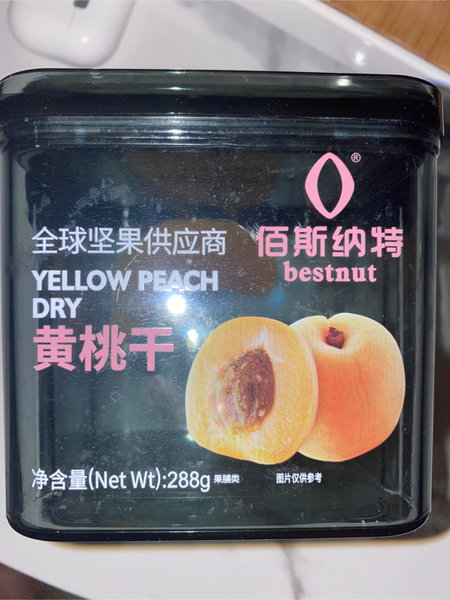 ®
佰斯纳特
bestnut
全球坚果供应商
YELLOW PEACH
DRY
黄桃干
净含量(Net Wt):288g 果脯类
图片仅供参考